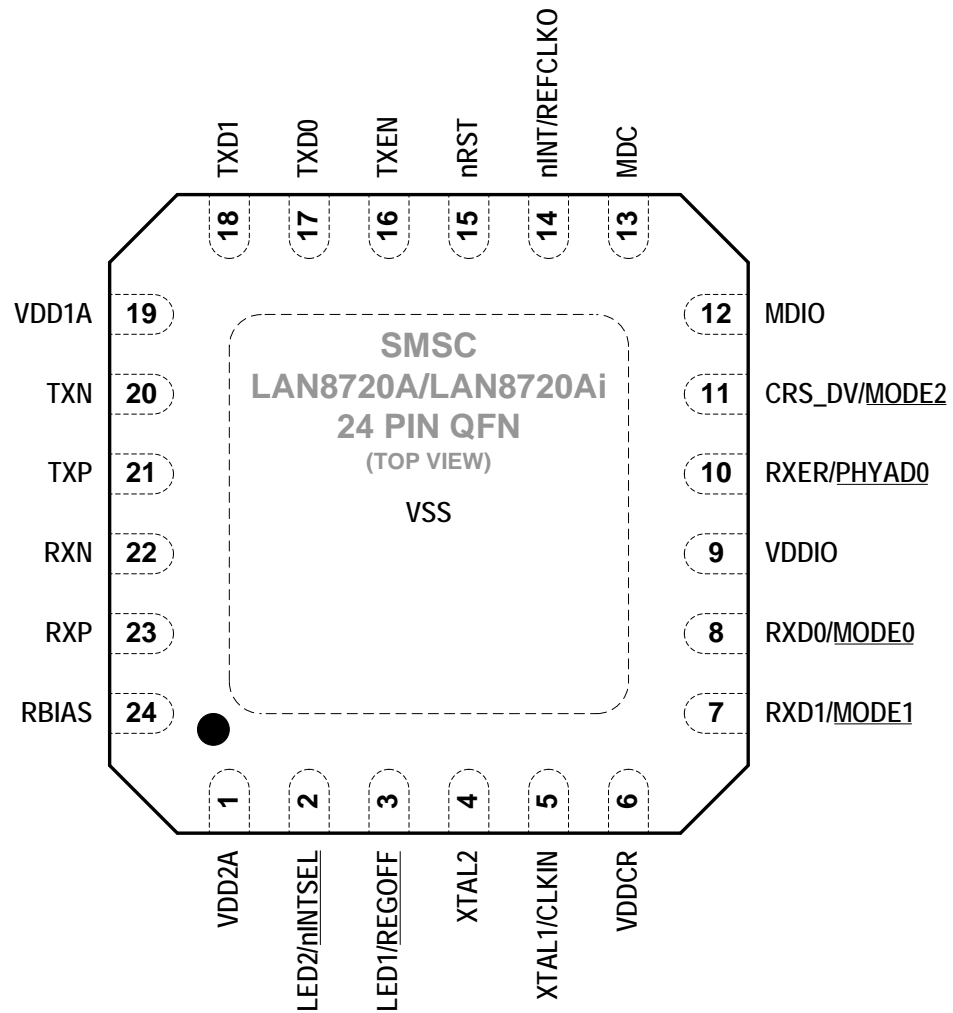 TXD1
TXD0
TXEN
nRST
nINT/REFCLKO
MDC
18
17
16
15
14
13
VDD1A 19
12 MDIO
TXN 20
11 CRS_DV/MODE2
TXP 21
10 RXER/PHYAD0
RXN 22
9 VDDIO
RXP 23
8 RXD0/MODE0
RBIAS 24
7 RXD1/MODE1
SMSC
LAN8720A/LAN8720Ai
24 PIN QFN
(TOP VIEW)
VSS
1
2
3
4
5
6
VDD2A
LED2/nINTSEL
LED1/REGOFF
XTAL2
XTAL1/CLKIN
VDDCR